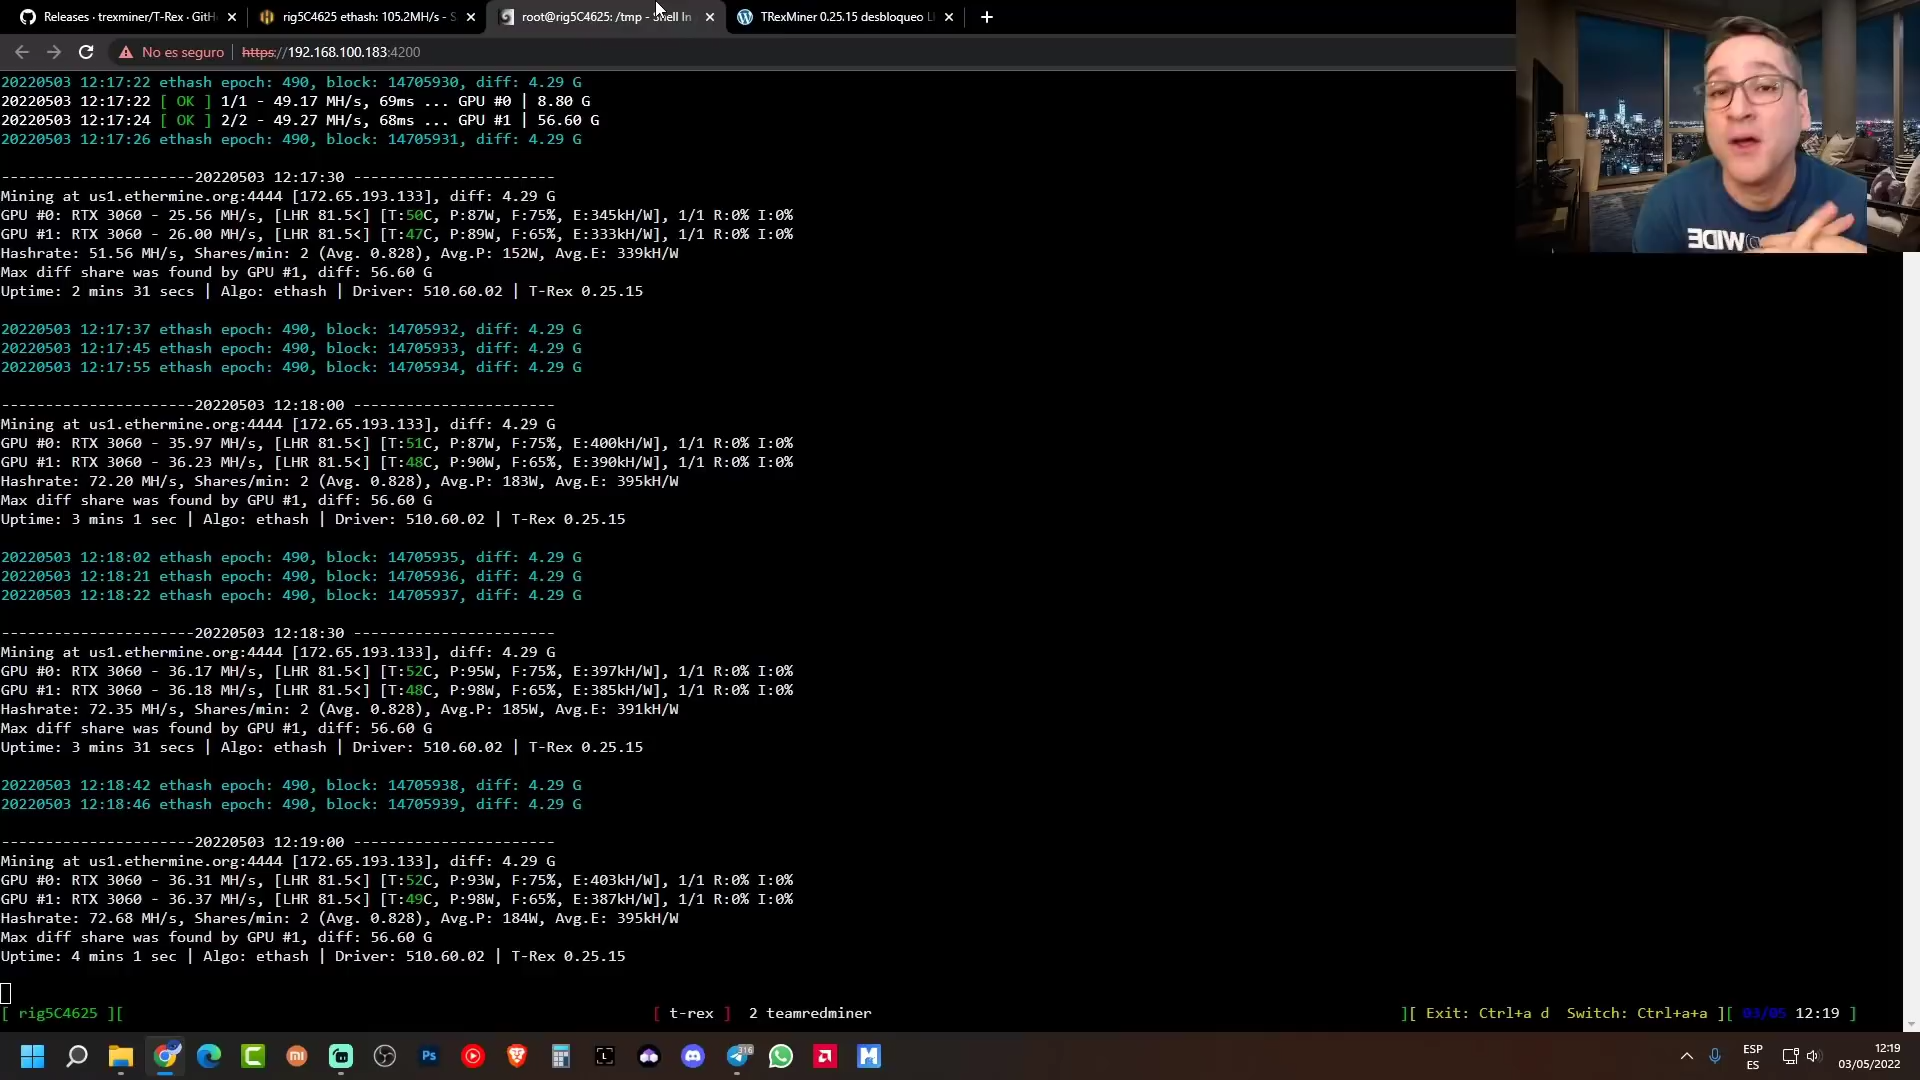 Releases · trexminer/T-Rex · GitH
rig5C4625 ethash: 105.2MH/s - S
root@rig5C4625: /tmp - Shell In
TRexMiner 0.25.15 desbloqueo L
No es seguro
https://192.168.100.183:4200
20220503 12:17:22 ethash epoch: 490, block: 14705930, diff: 4.29 G
20220503 12:17:22 [ OK ] 1/1 - 49.17 MH/s, 69ms ... GPU #0 | 8.80 G
20220503 12:17:24 [ OK ] 2/2 - 49.27 MH/s, 68ms ... GPU #1 | 56.60 G
20220503 12:17:26 ethash epoch: 490, block: 14705931, diff: 4.29 G
----------------------20220503 12:17:30 -----------------------
Mining at us1.ethermine.org:4444 [172.65.193.133], diff: 4.29 G
GPU #0: RTX 3060 - 25.56 MH/s, [LHR 81.5<] [T:50C, P:87W, F:75%, E:345kH/W], 1/1 R:0% I:0%
GPU #1: RTX 3060 - 26.00 MH/s, [LHR 81.5<] [T:47C, P:89W, F:65%, E:333kH/W], 1/1 R:0% I:0%
Hashrate: 51.56 MH/s, Shares/min: 2 (Avg. 0.828), Avg.P: 152W, Avg.E: 339kH/W
Max diff share was found by GPU #1, diff: 56.60 G
Uptime: 2 mins 31 secs | Algo: ethash | Driver: 510.60.02 | T-Rex 0.25.15
20220503 12:17:37 ethash epoch: 490, block: 14705932, diff: 4.29 G
20220503 12:17:45 ethash epoch: 490, block: 14705933, diff: 4.29 G
20220503 12:17:55 ethash epoch: 490, block: 14705934, diff: 4.29 G
----------------------20220503 12:18:00 -----------------------
Mining at us1.ethermine.org:4444 [172.65.193.133], diff: 4.29 G
GPU #0: RTX 3060 - 35.97 MH/s, [LHR 81.5<] [T:51C, P:87W, F:75%, E:400kH/W], 1/1 R:0% I:0%
GPU #1: RTX 3060 - 36.23 MH/s, [LHR 81.5<] [T:48C, P:90W, F:65%, E:390kH/W], 1/1 R:0% I:0%
Hashrate: 72.20 MH/s, Shares/min: 2 (Avg. 0.828), Avg.P: 183W, Avg.E: 395kH/W
Max diff share was found by GPU #1, diff: 56.60 G
Uptime: 3 mins 1 sec | Algo: ethash | Driver: 510.60.02 | T-Rex 0.25.15
20220503 12:18:02 ethash epoch: 490, block: 14705935, diff: 4.29 G
20220503 12:18:21 ethash epoch: 490, block: 14705936, diff: 4.29 G
20220503 12:18:22 ethash epoch: 490, block: 14705937, diff: 4.29 G
----------------------20220503 12:18:30 -----------------------
Mining at us1.ethermine.org:4444 [172.65.193.133], diff: 4.29 G
GPU #0: RTX 3060 - 36.17 MH/s, [LHR 81.5<] [T:52C, P:95W, F:75%, E:397kH/W], 1/1 R:0% I:0%
GPU #1: RTX 3060 - 36.18 MH/s, [LHR 81.5<] [T:48C, P:98W, F:65%, E:385kH/W], 1/1 R:0% I:0%
Hashrate: 72.35 MH/s, Shares/min: 2 (Avg. 0.828), Avg.P: 185W, Avg.E: 391kH/W
Max diff share was found by GPU #1, diff: 56.60 G
Uptime: 3 mins 31 secs | Algo: ethash | Driver: 510.60.02 | T-Rex 0.25.15
20220503 12:18:42 ethash epoch: 490, block: 14705938, diff: 4.29 G
20220503 12:18:46 ethash epoch: 490, block: 14705939, diff: 4.29 G
----------------------20220503 12:19:00 -----------------------
Mining at us1.ethermine.org:4444 [172.65.193.133], diff: 4.29 G
GPU #0: RTX 3060 - 36.31 MH/s, [LHR 81.5<] [T:52C, P:93W, F:75%, E:403kH/W], 1/1 R:0% I:0%
GPU #1: RTX 3060 - 36.37 MH/s, [LHR 81.5<] [T:49C, P:98W, F:65%, E:387kH/W], 1/1 R:0% I:0%
Hashrate: 72.68 MH/s, Shares/min: 2 (Avg. 0.828), Avg.P: 184W, Avg.E: 395kH/W
Max diff share was found by GPU #1, diff: 56.60 G
Uptime: 4 mins 1 sec | Algo: ethash | Driver: 510.60.02 | T-Rex 0.25.15
[ rig5C4625 ][ [ t-rex ] 2 teamredminer ][ Exit: Ctrl+a d Switch: Ctrl+a+a ][ 03/05 12:19 ]
WIDE
Ps
316
ESP
ES
12:19
03/05/2022